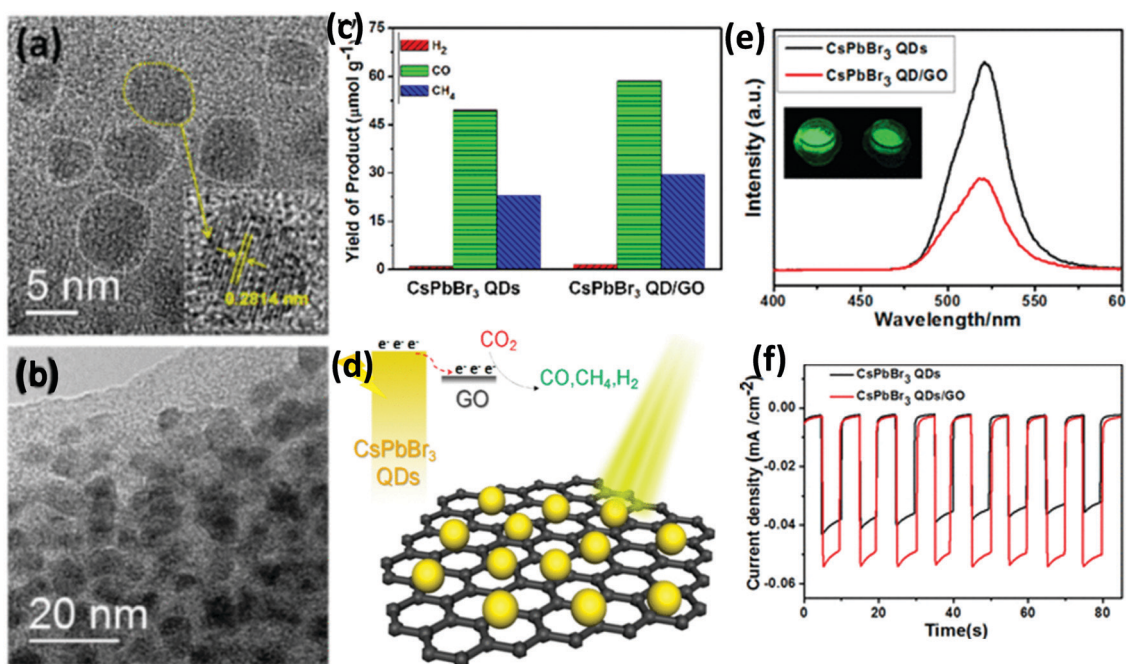 (a)
0.2814 nm
5 nm
(b)
20 nm
(c)
Yield of Product (μmol g⁻¹)
75
60
45
30
15
0
H₂
CO
CH₄
CsPbBr₃ QDs
CsPbBr₃ QD/GO
(d)
e⁻ e⁻ e⁻
e⁻ e⁻ e⁻
GO
CO₂
CO,CH₄,H₂
CsPbBr₃
QDs
(e)
CsPbBr₃ QDs
CsPbBr₃ QD/GO
Intensity (a.u.)
400
450
500
550
60
Wavelength/nm
(f)
CsPbBr₃ QDs
CsPbBr₃ QDs/GO
Current density (mA /cm⁻²)
0.00
-0.02
-0.04
-0.06
0
20
40
60
80
Time(s)